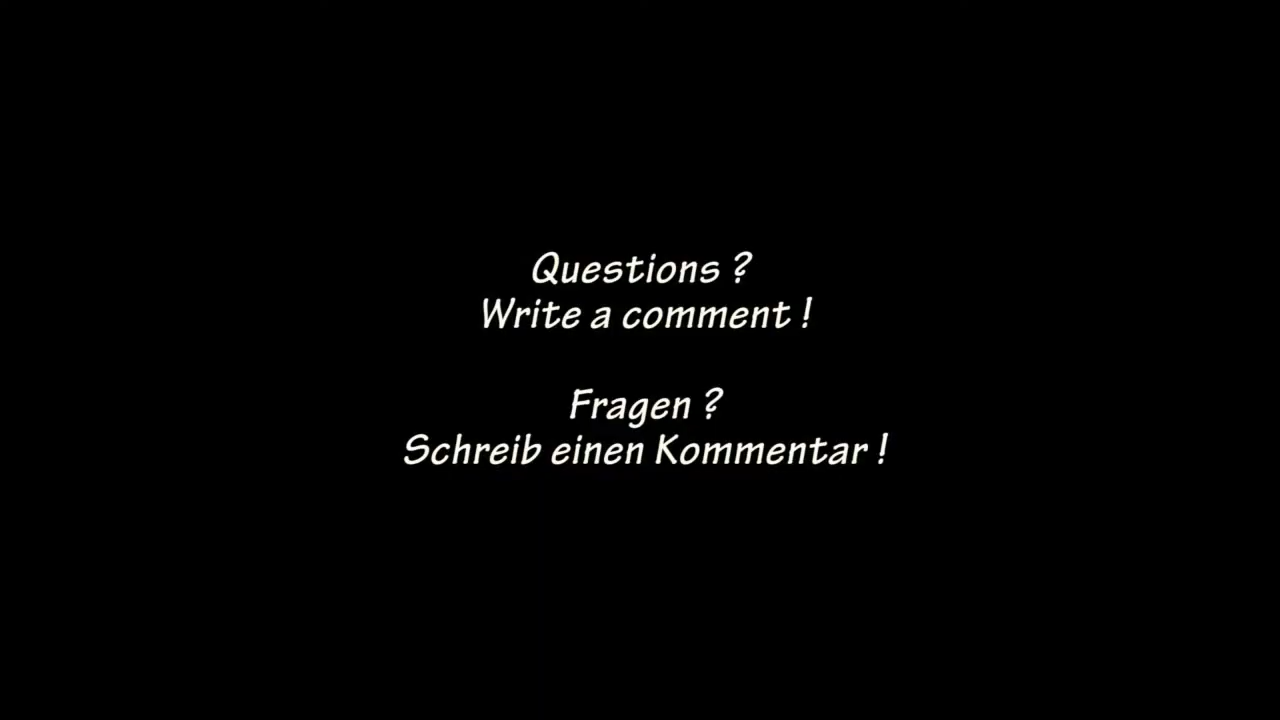 Questions ?
Write a comment !
Fragen ?
Schreib einen Kommentar !